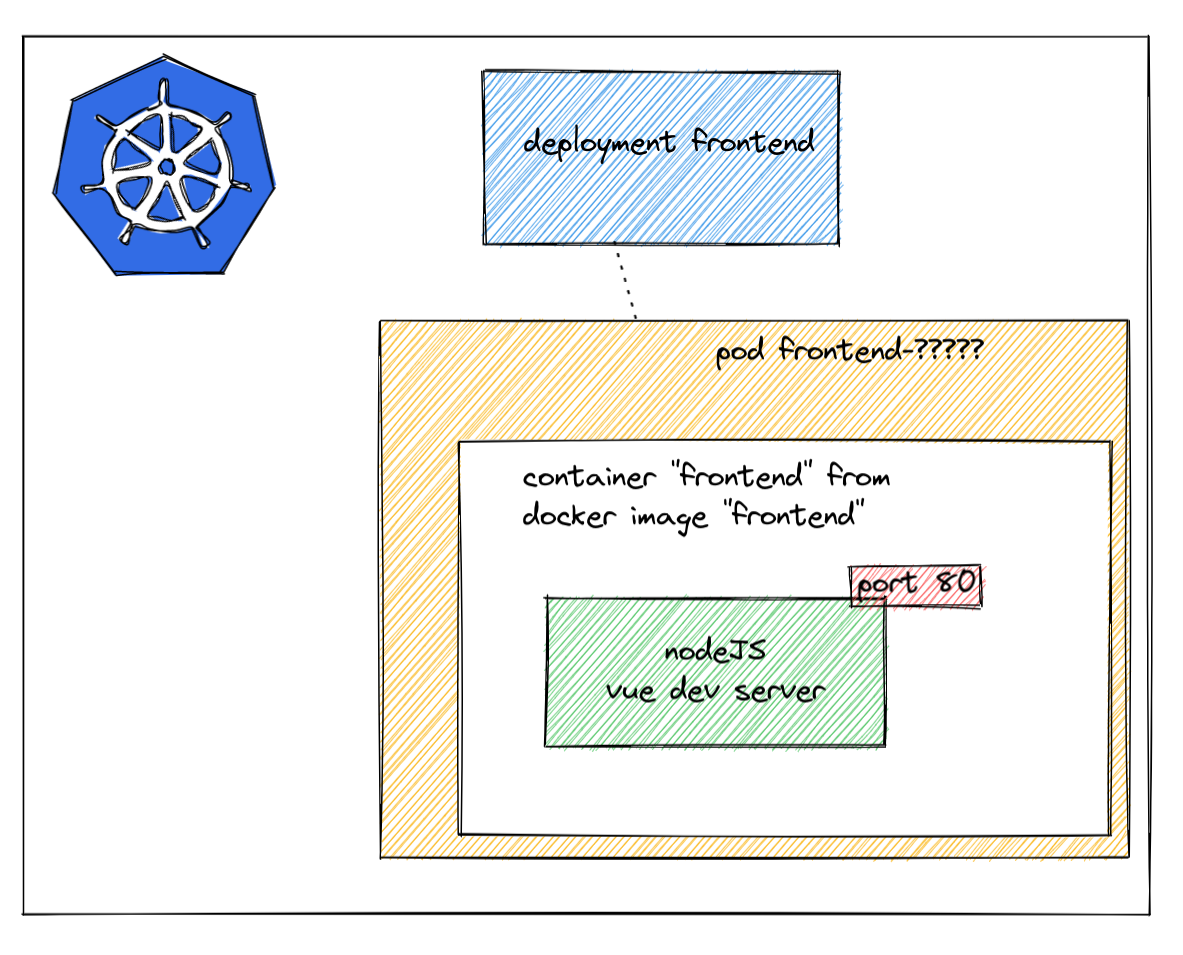 deployment frontend
pod frontend-?????
container "frontend" from
docker image "frontend"
port 80
nodeJS
vue dev server